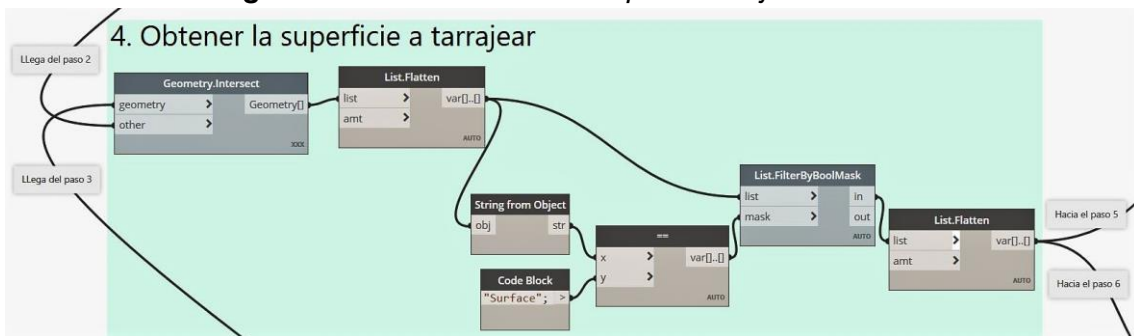 4. Obtener la superficie a tarrajear
LLega del paso 2
LLega del paso 3
Geometry.Intersect
geometry > Geometry[]
other >
xxx
List.Flatten
list > var[]..[]
amt >
AUTO
String from Object
obj str
Code Block
"Surface"; >
==
x > var[]..[]
y >
AUTO
List.FilterByBoolMask
list > in
mask > out
AUTO
List.Flatten
list > var[]..[]
amt >
AUTO
Hacia el paso 5
Hacia el paso 6